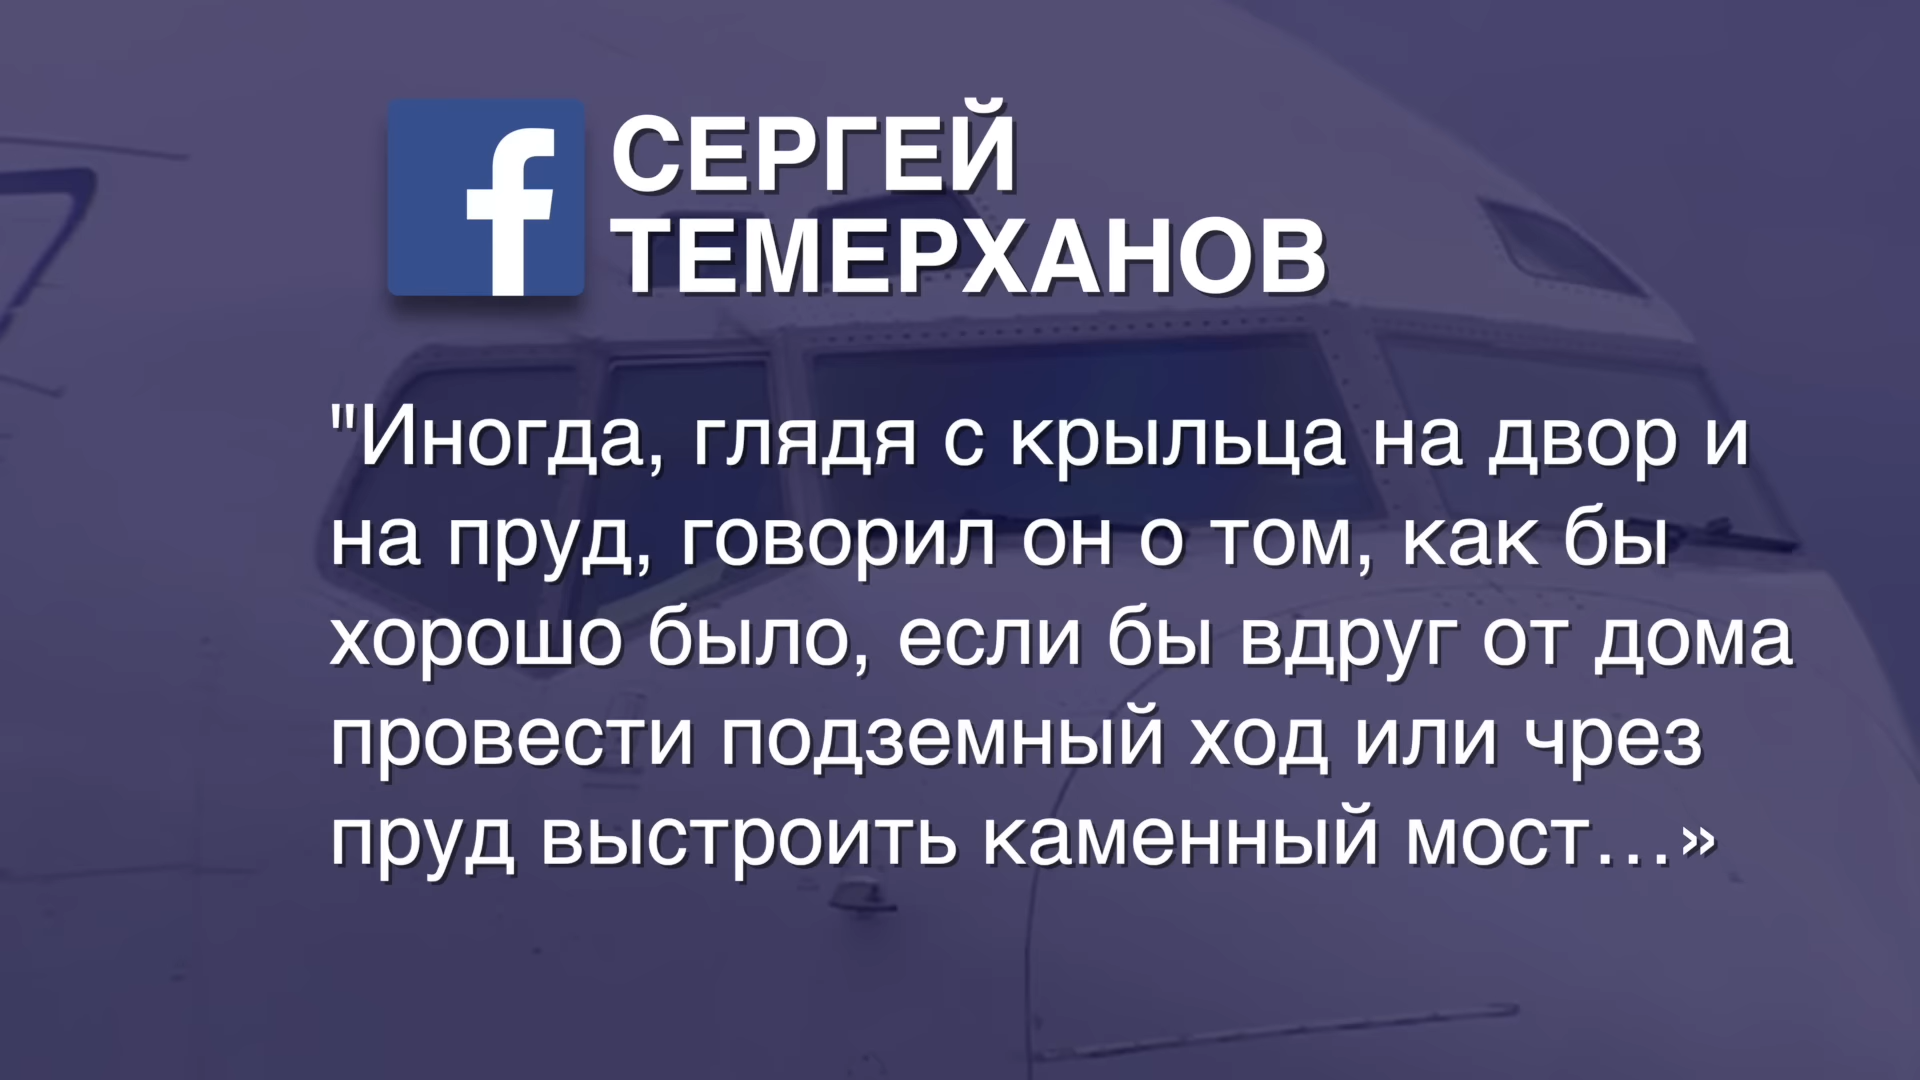 СЕРГЕЙ
ТЕМЕРХАНОВ
"Иногда, глядя с крыльца на двор и
на пруд, говорил он о том, как бы
хорошо было, если бы вдруг от дома
провести подземный ход или чрез
пруд выстроить каменный мост…»